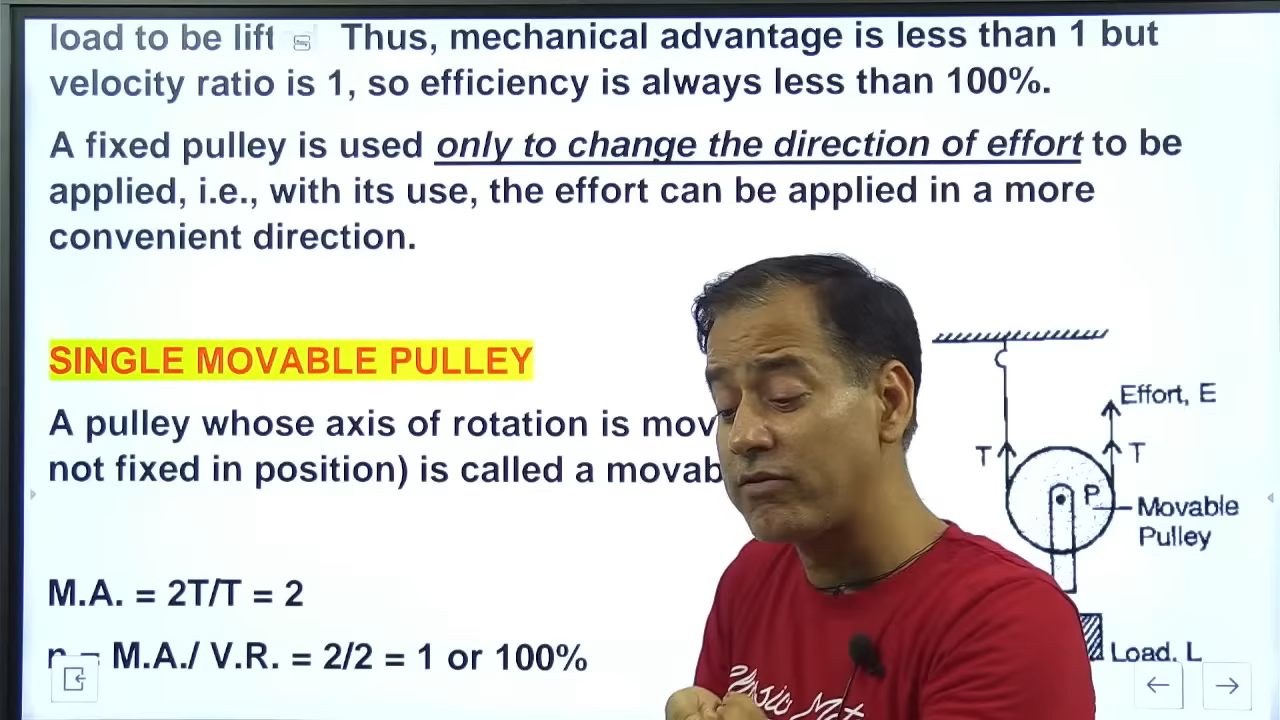 load to be lift Thus, mechanical advantage is less than 1 but
velocity ratio is 1, so efficiency is always less than 100%.
A fixed pulley is used only to change the direction of effort to be
applied, i.e., with its use, the effort can be applied in a more
convenient direction.
SINGLE MOVABLE PULLEY
A pulley whose axis of rotation is mov
not fixed in position) is called a movab
M.A. = 2T/T = 2
M.A./ V.R. = 2/2 = 1 or 100%
Effort, E
T
T
P
Movable
Pulley
Load, L